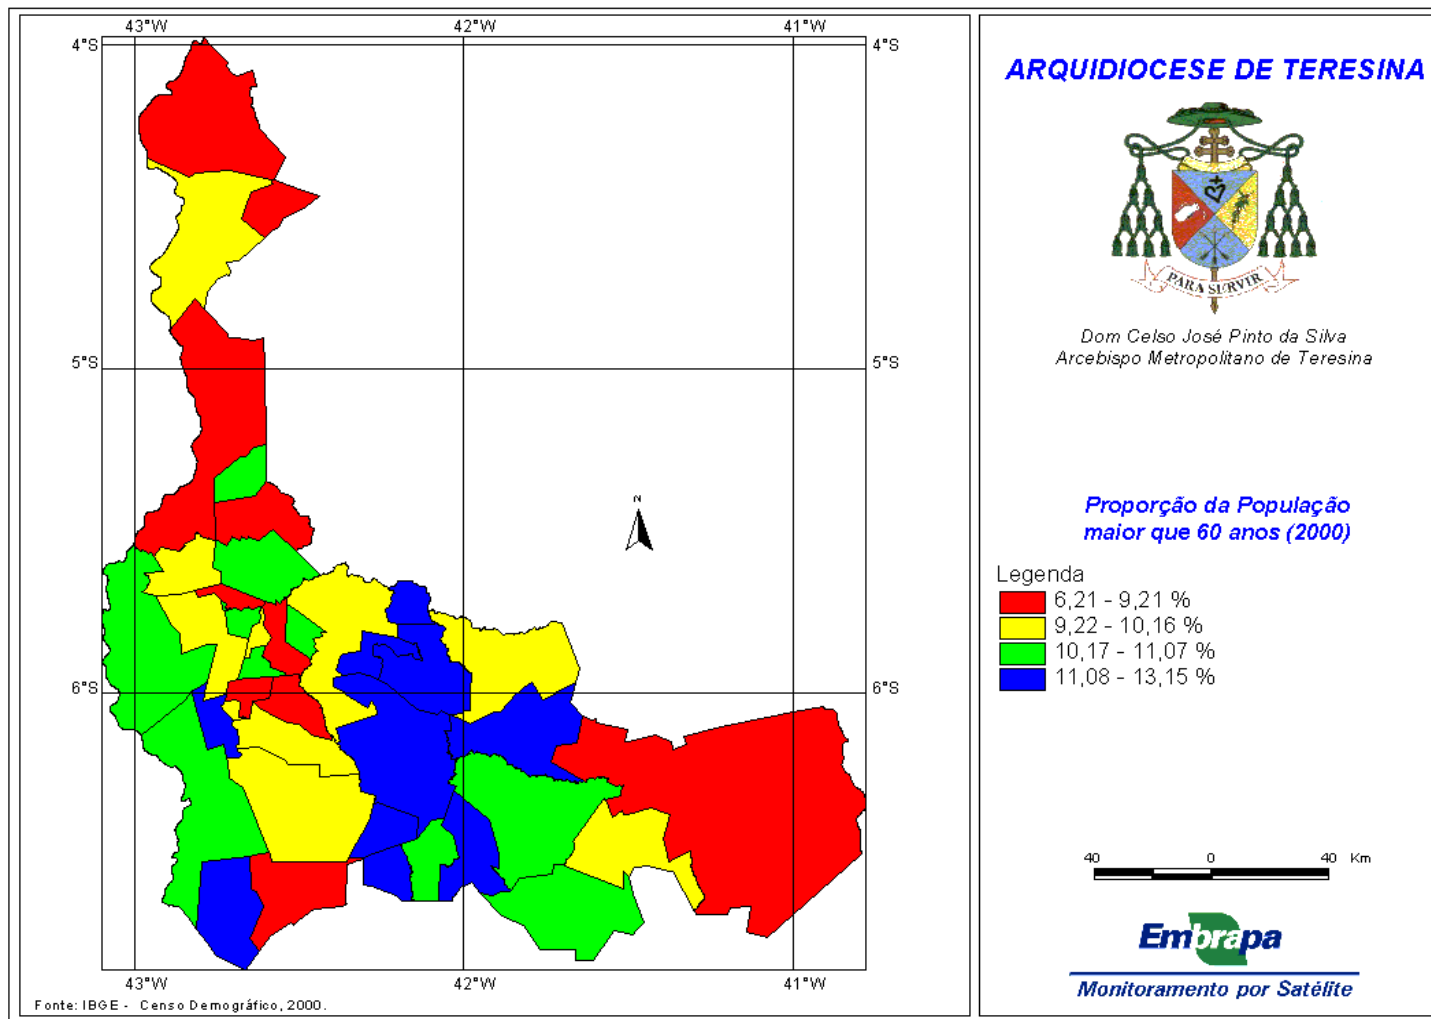 43°W 42°W 41°W
4°S 4°S
ARQUIDIOCESE DE TERESINA
PARA SERVIR
Dom Celso José Pinto da Silva
Arcebispo Metropolitano de Teresina
5°S 5°S
N
Proporção da População
maior que 60 anos (2000)
Legenda
6,21 - 9,21 %
9,22 - 10,16 %
10,17 - 11,07 %
11,08 - 13,15 %
6°S 6°S
40 0 40 Km
Embrapa
Monitoramento por Satélite
43°W 42°W 41°W
Fonte: IBGE - Censo Demográfico, 2000.